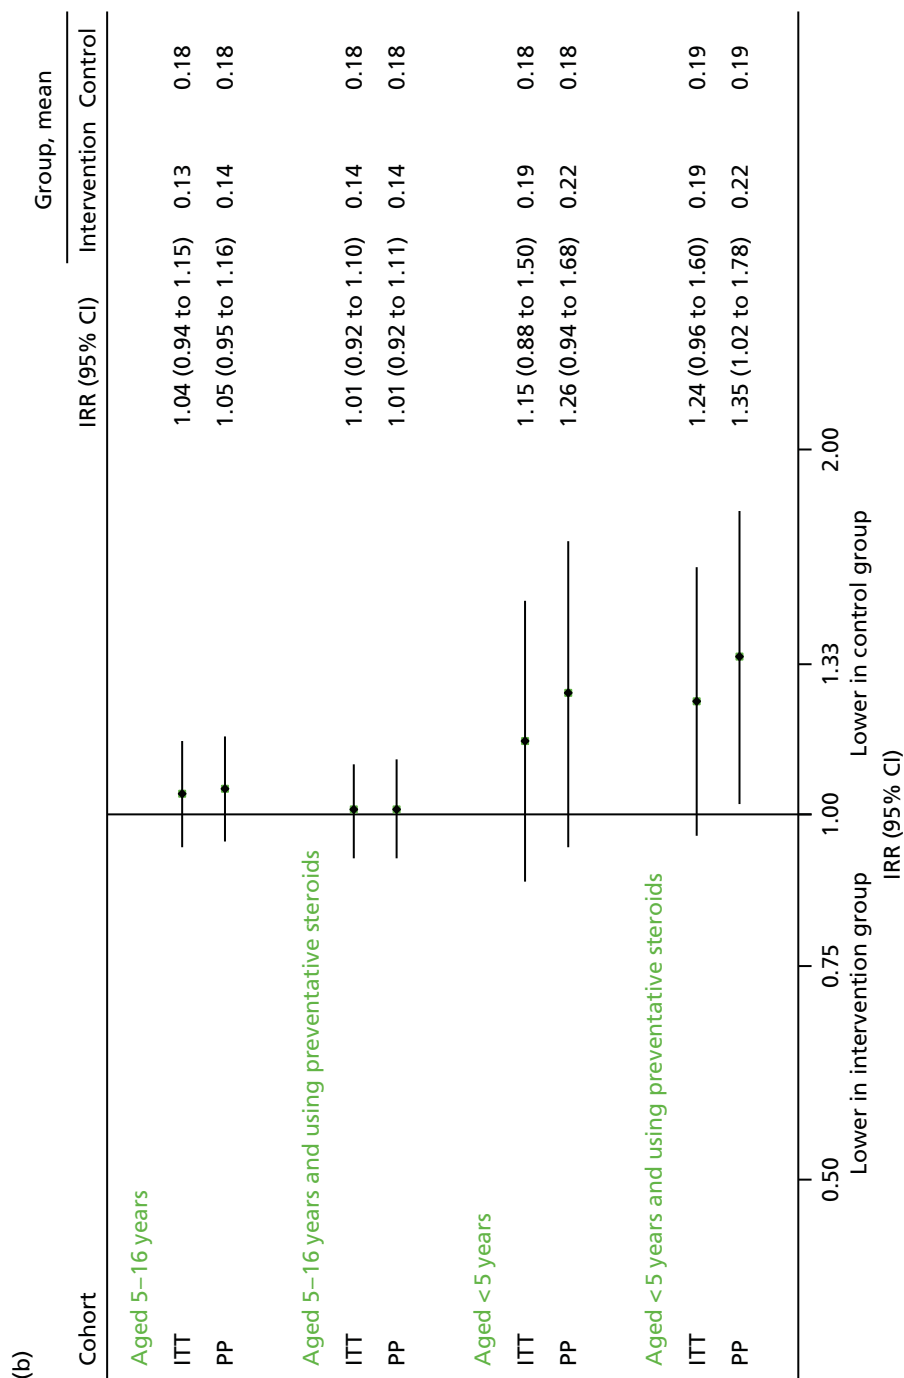 (b)
Group, mean
Cohort IRR (95% CI) Intervention Control
Aged 5–16 years
ITT 1.04 (0.94 to 1.15) 0.13 0.18
PP 1.05 (0.95 to 1.16) 0.14 0.18
Aged 5–16 years and using preventative steroids
ITT 1.01 (0.92 to 1.10) 0.14 0.18
PP 1.01 (0.92 to 1.11) 0.14 0.18
Aged <5 years
ITT 1.15 (0.88 to 1.50) 0.19 0.18
PP 1.26 (0.94 to 1.68) 0.22 0.18
Aged <5 years and using preventative steroids
ITT 1.24 (0.96 to 1.60) 0.19 0.19
PP 1.35 (1.02 to 1.78) 0.22 0.19
0.50 0.75 1.00 1.33 2.00
Lower in intervention group Lower in control group
IRR (95% CI)